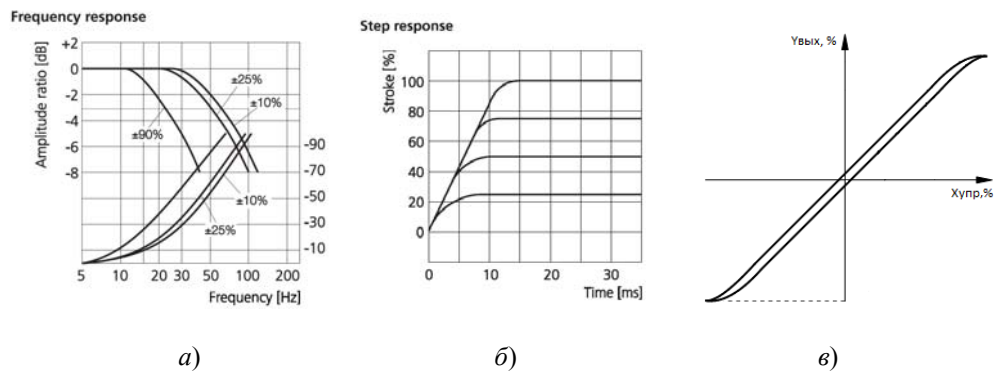 Frequency response
Amplitude ratio [dB]
+2
0
-2
-4
-6
-8
±25%
±10%
±90%
±10%
±25%
-90
-70
-50
-30
-10
5 10 20 30 50 100 200
Frequency [Hz]
а)
Step response
Stroke [%]
100
80
60
40
20
0
0 10 20 30
Time [ms]
б)
Yвых, %
Xупр,%
в)